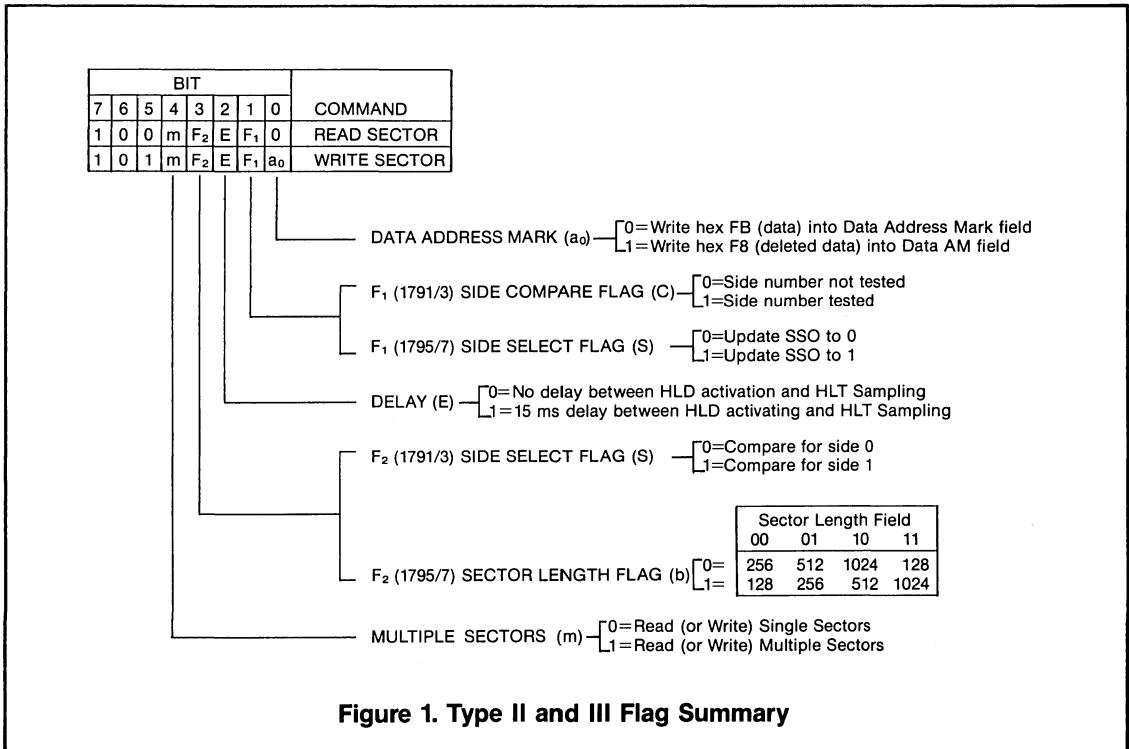 BIT
7 6 5 4 3 2 1 0 COMMAND
1 0 0 m F₂ E F₁ 0 READ SECTOR
1 0 1 m F₂ E F₁ a₀ WRITE SECTOR
DATA ADDRESS MARK (a₀)
0=Write hex FB (data) into Data Address Mark field
1=Write hex F8 (deleted data) into Data AM field
F₁ (1791/3) SIDE COMPARE FLAG (C)
0=Side number not tested
1=Side number tested
F₁ (1795/7) SIDE SELECT FLAG (S)
0=Update SSO to 0
1=Update SSO to 1
DELAY (E)
0=No delay between HLD activation and HLT Sampling
1=15 ms delay between HLD activating and HLT Sampling
F₂ (1791/3) SIDE SELECT FLAG (S)
0=Compare for side 0
1=Compare for side 1
Sector Length Field
00 01 10 11
F₂ (1795/7) SECTOR LENGTH FLAG (b)
0= 256 512 1024 128
1= 128 256 512 1024
MULTIPLE SECTORS (m)
0=Read (or Write) Single Sectors
1=Read (or Write) Multiple Sectors
Figure 1. Type II and III Flag Summary